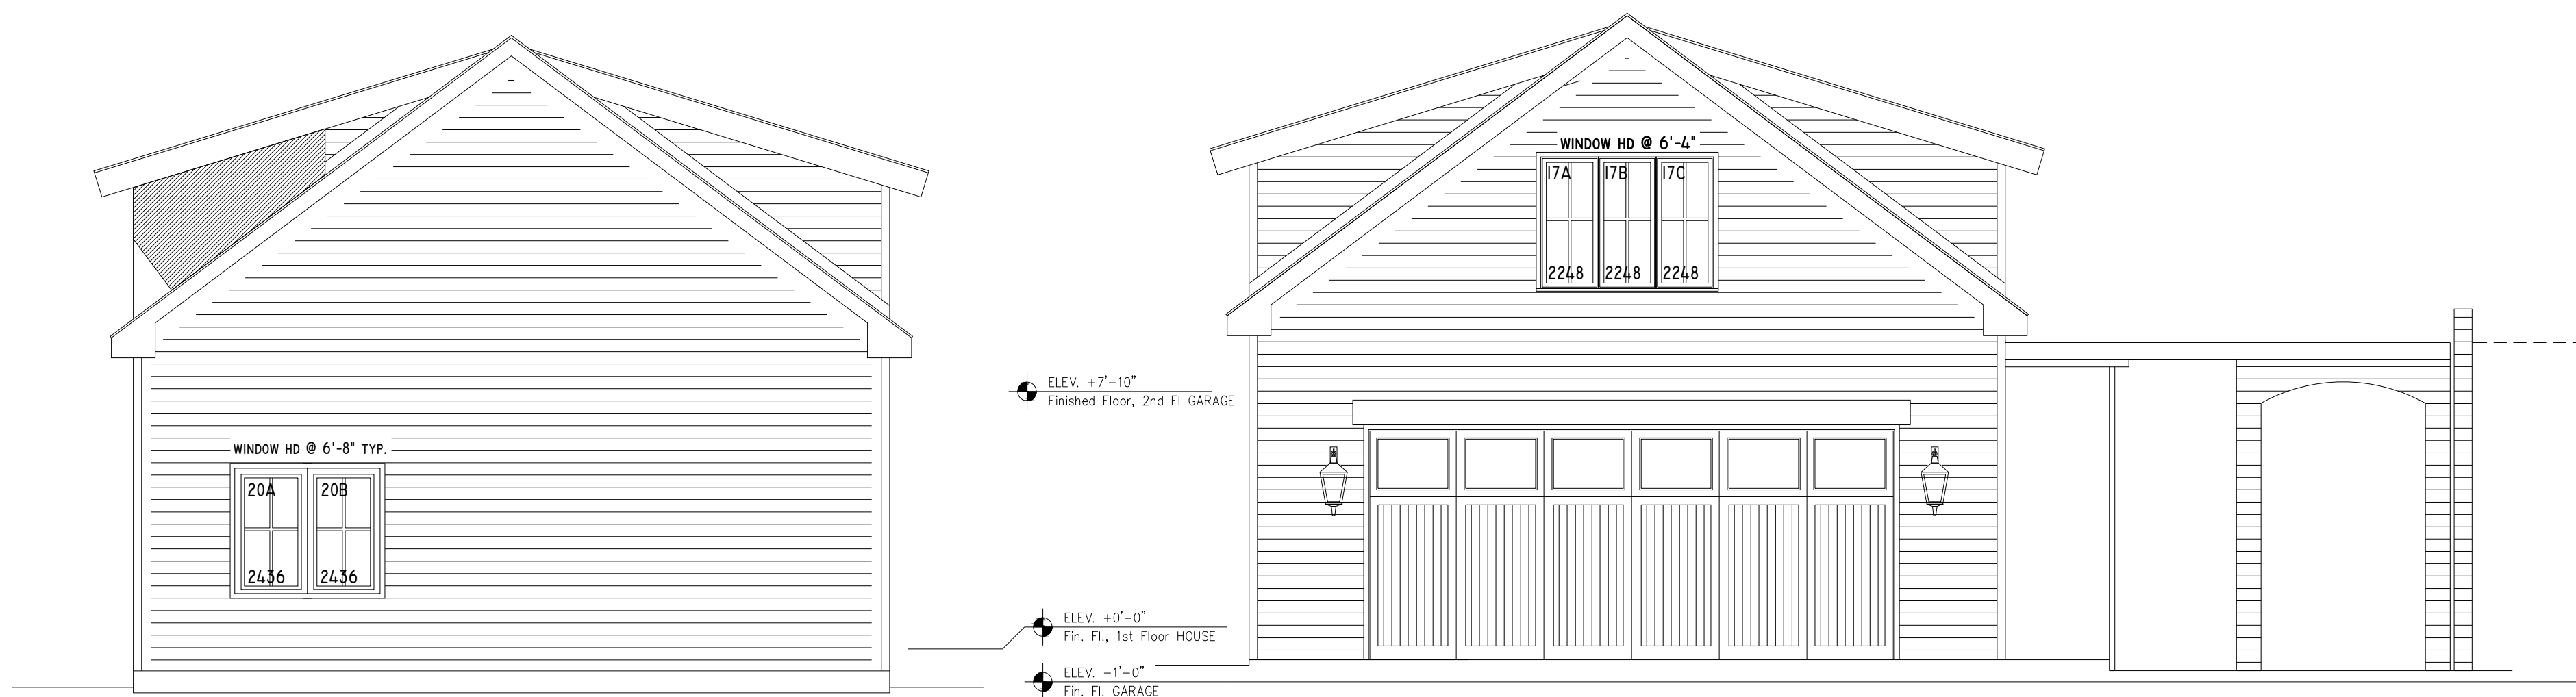 WINDOW HD @ 6'-4"
17A 17B 17C
2248 2248 2248
ELEV. +7'-10"
Finished Floor, 2nd Fl GARAGE
WINDOW HD @ 6'-8" TYP.
20A 20B
2436 2436
ELEV. +0'-0"
Fin. Fl., 1st Floor HOUSE
ELEV. -1'-0"
Fin. Fl. GARAGE